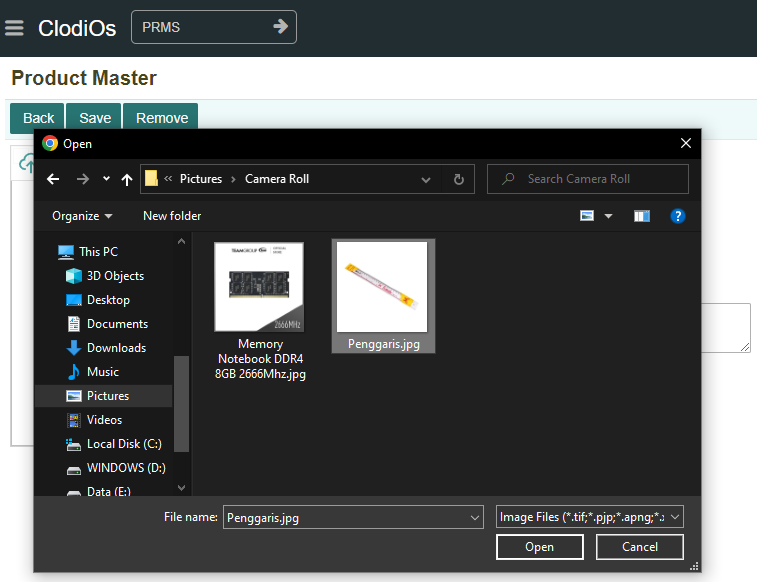 ClodiOs
PRMS
Product Master
Back Save Remove
Open
« Pictures › Camera Roll
Search Camera Roll
Organize
New folder
?
This PC
3D Objects
Desktop
Documents
Downloads
Music
Pictures
Videos
Local Disk (C:)
WINDOWS (D:)
Data (E:)
TEAMGROUP
2666MHz
Memory
Notebook DDR4
8GB 2666Mhz.jpg
Penggaris.jpg
File name: Penggaris.jpg
Image Files (*.tif;*.pjp;*.apng;*.x
Open
Cancel